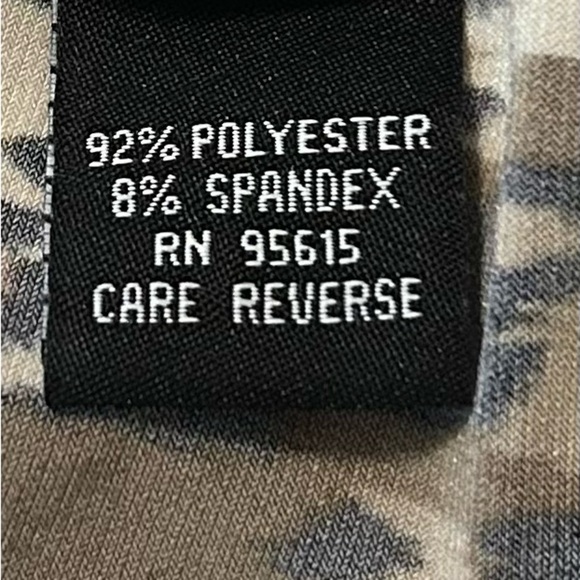 92% POLYESTER
8% SPANDEX
RN 95615
CARE REVERSE